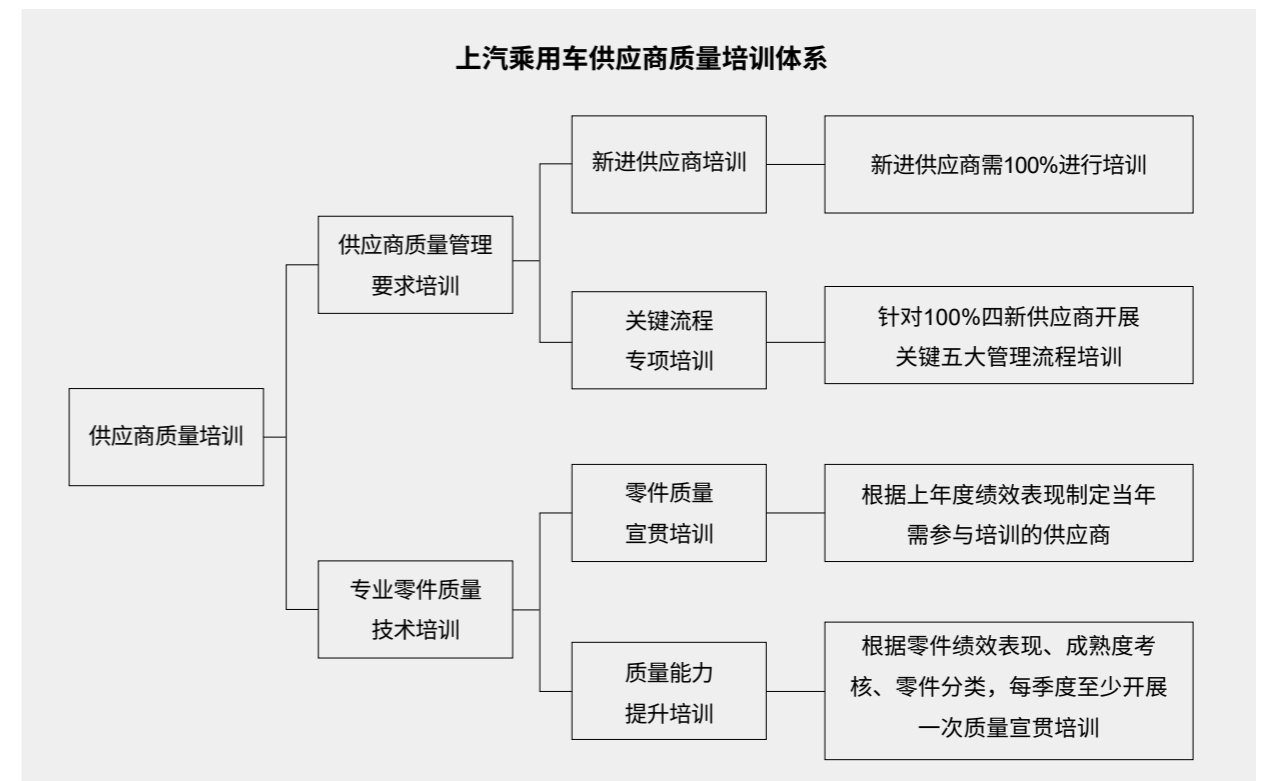 上汽乘用车供应商质量培训体系
新进供应商培训
新进供应商需100%进行培训
供应商质量管理
要求培训
关键流程
专项培训
针对100%四新供应商开展
关键五大管理流程培训
供应商质量培训
零件质量
宣贯培训
根据上年度绩效表现制定当年
需参与培训的供应商
专业零件质量
技术培训
质量能力
提升培训
根据零件绩效表现、成熟度考
核、零件分类，每季度至少开展
一次质量宣贯培训